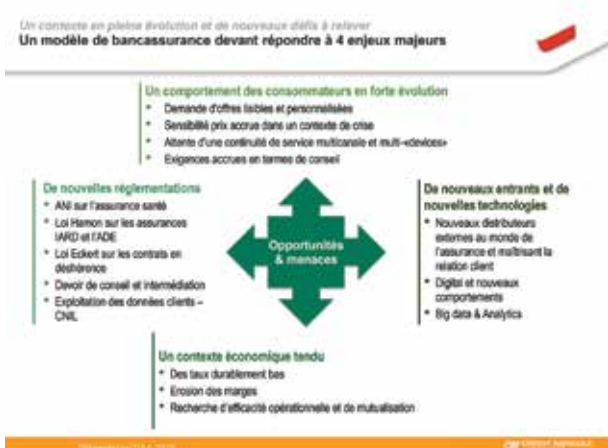 Un contexte en pleine évolution et de nouveaux défis à relever
Un modèle de bancassurance devant répondre à 4 enjeux majeurs
Un comportement des consommateurs en forte évolution
* Demande d'offres lisibles et personnalisées
* Sensibilité prix accrue dans un contexte de crise
* Attente d'une continuité de service multicanale et multi-«devices»
* Exigences accrues en termes de conseil
De nouvelles réglementations
* ANI sur l'assurance santé
* Loi Hamon sur les assurances
IARD et l'ADE
* Loi Eckert sur les contrats en
déshérence
* Devoir de conseil et intermédiation
* Exploitation des données clients –
CNIL
Opportunités
& menaces
De nouveaux entrants et de
nouvelles technologies
* Nouveaux distributeurs
externes au monde de
l'assurance et maîtrisant la
relation client
* Digital et nouveaux
comportements
* Big data & Analytics
Un contexte économique tendu
* Des taux durablement bas
* Erosion des marges
* Recherche d'efficacité opérationnelle et de mutualisation
CRÉDIT AGRICOLE